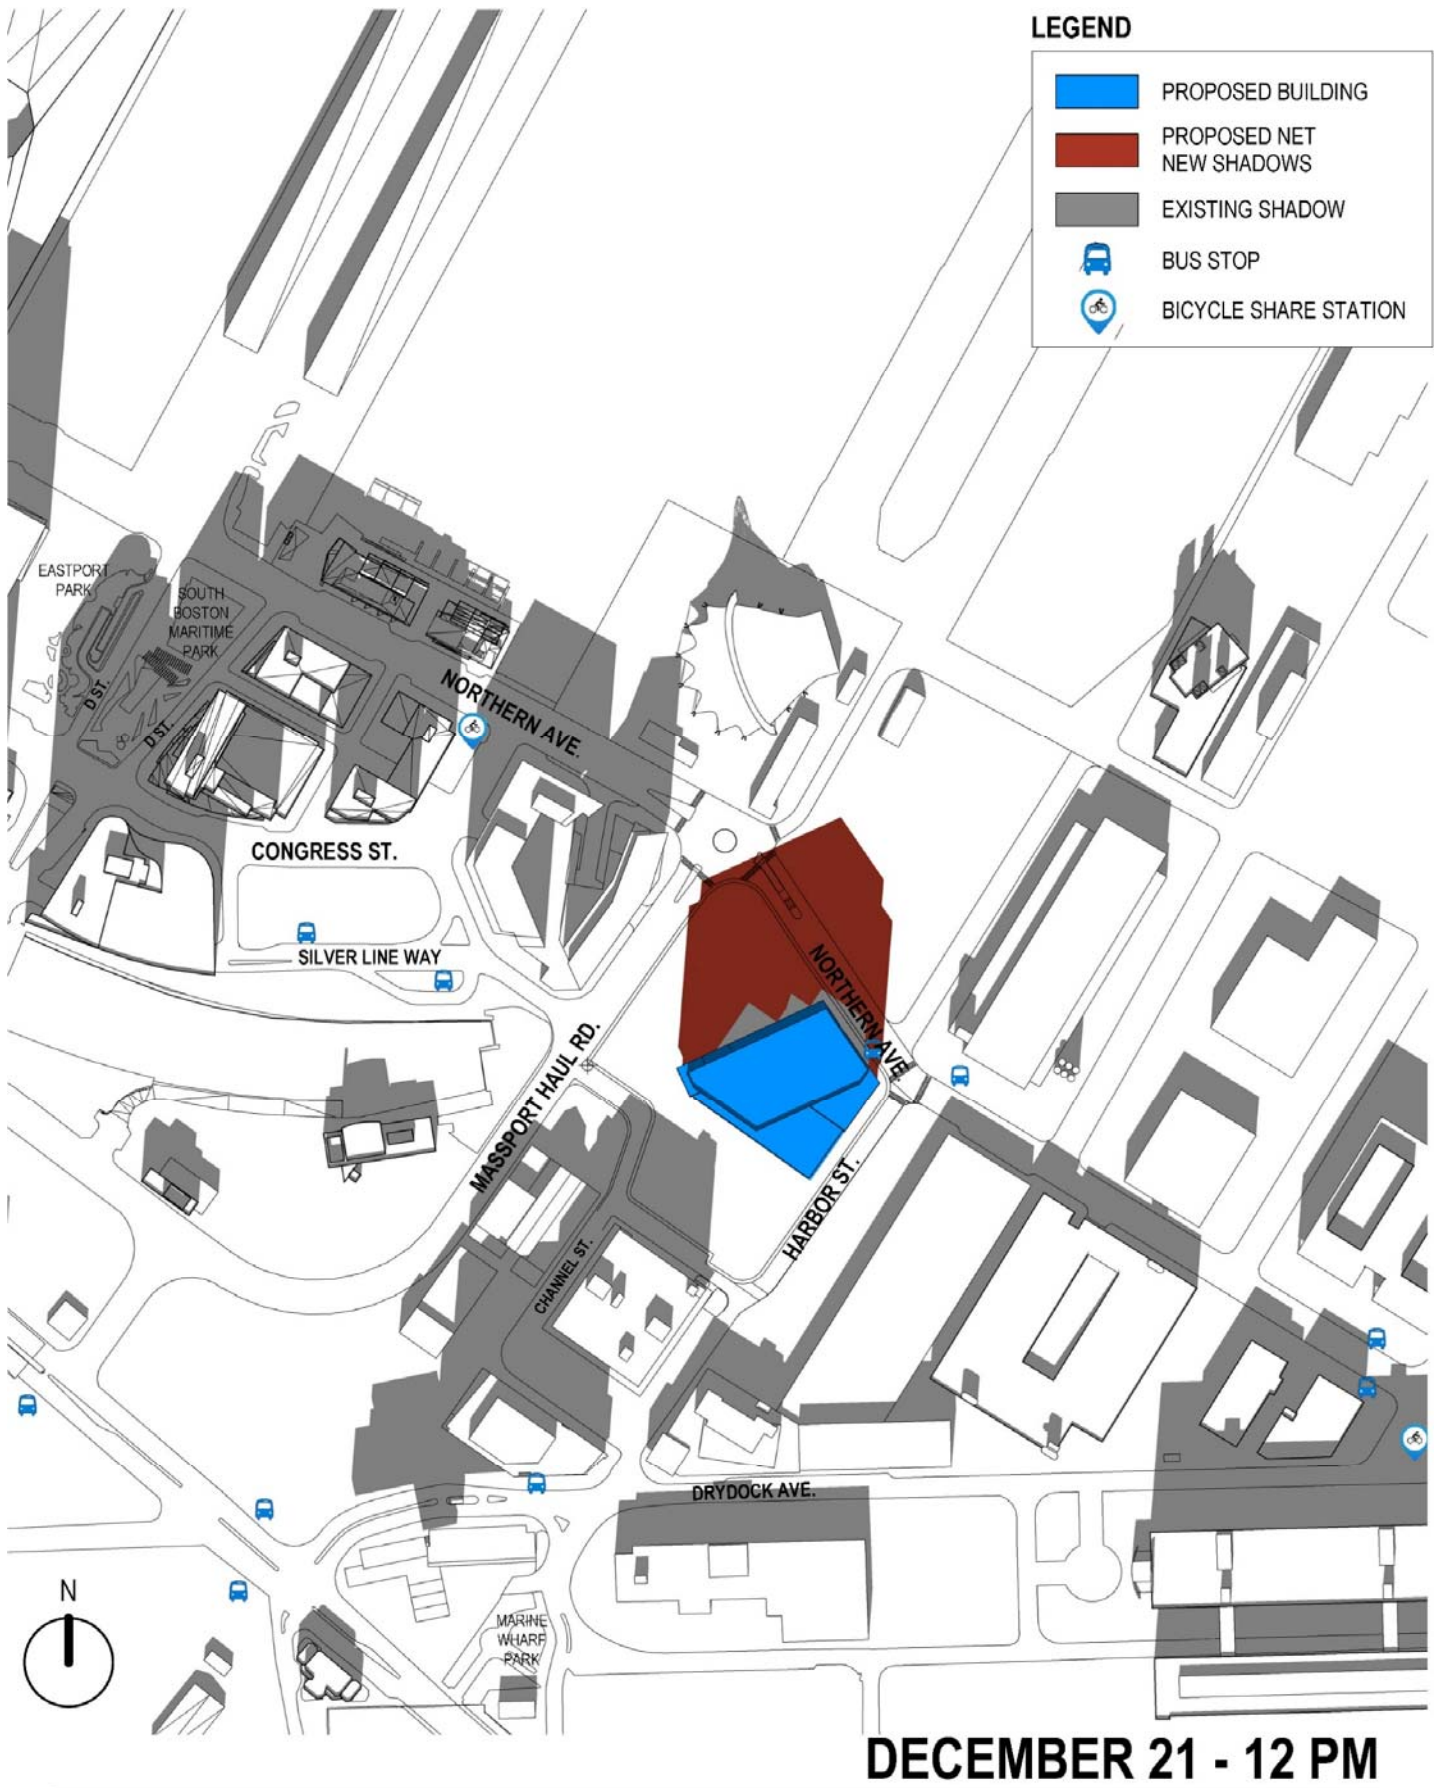 LEGEND
PROPOSED BUILDING
PROPOSED NET
NEW SHADOWS
EXISTING SHADOW
BUS STOP
BICYCLE SHARE STATION
EASTPORT
PARK
SOUTH
BOSTON
MARITIME
PARK
D ST.
D ST.
NORTHERN AVE.
CONGRESS ST.
SILVER LINE WAY
NORTHERN AVE.
MASSPORT HAUL RD.
HARBOR ST.
CHANNEL ST.
DRYDOCK AVE.
N
MARINE
WHARF
PARK
DECEMBER 21 - 12 PM